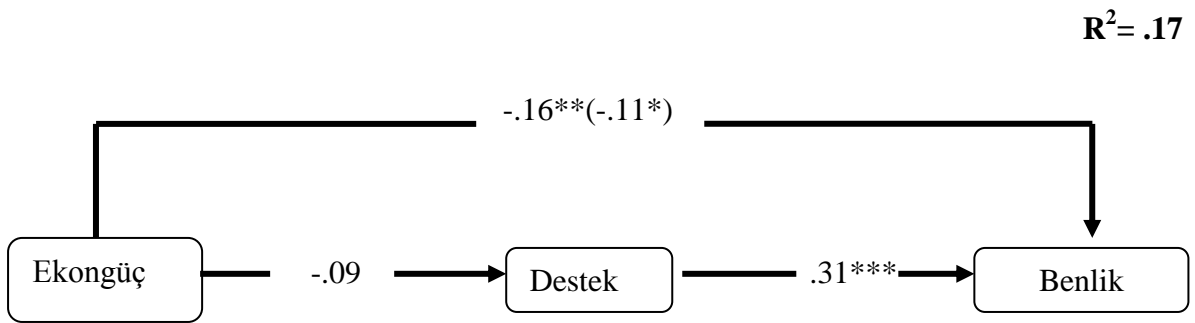 R²= .17
-.16**(-.11*)
Ekongüç
-.09
Destek
.31***
Benlik